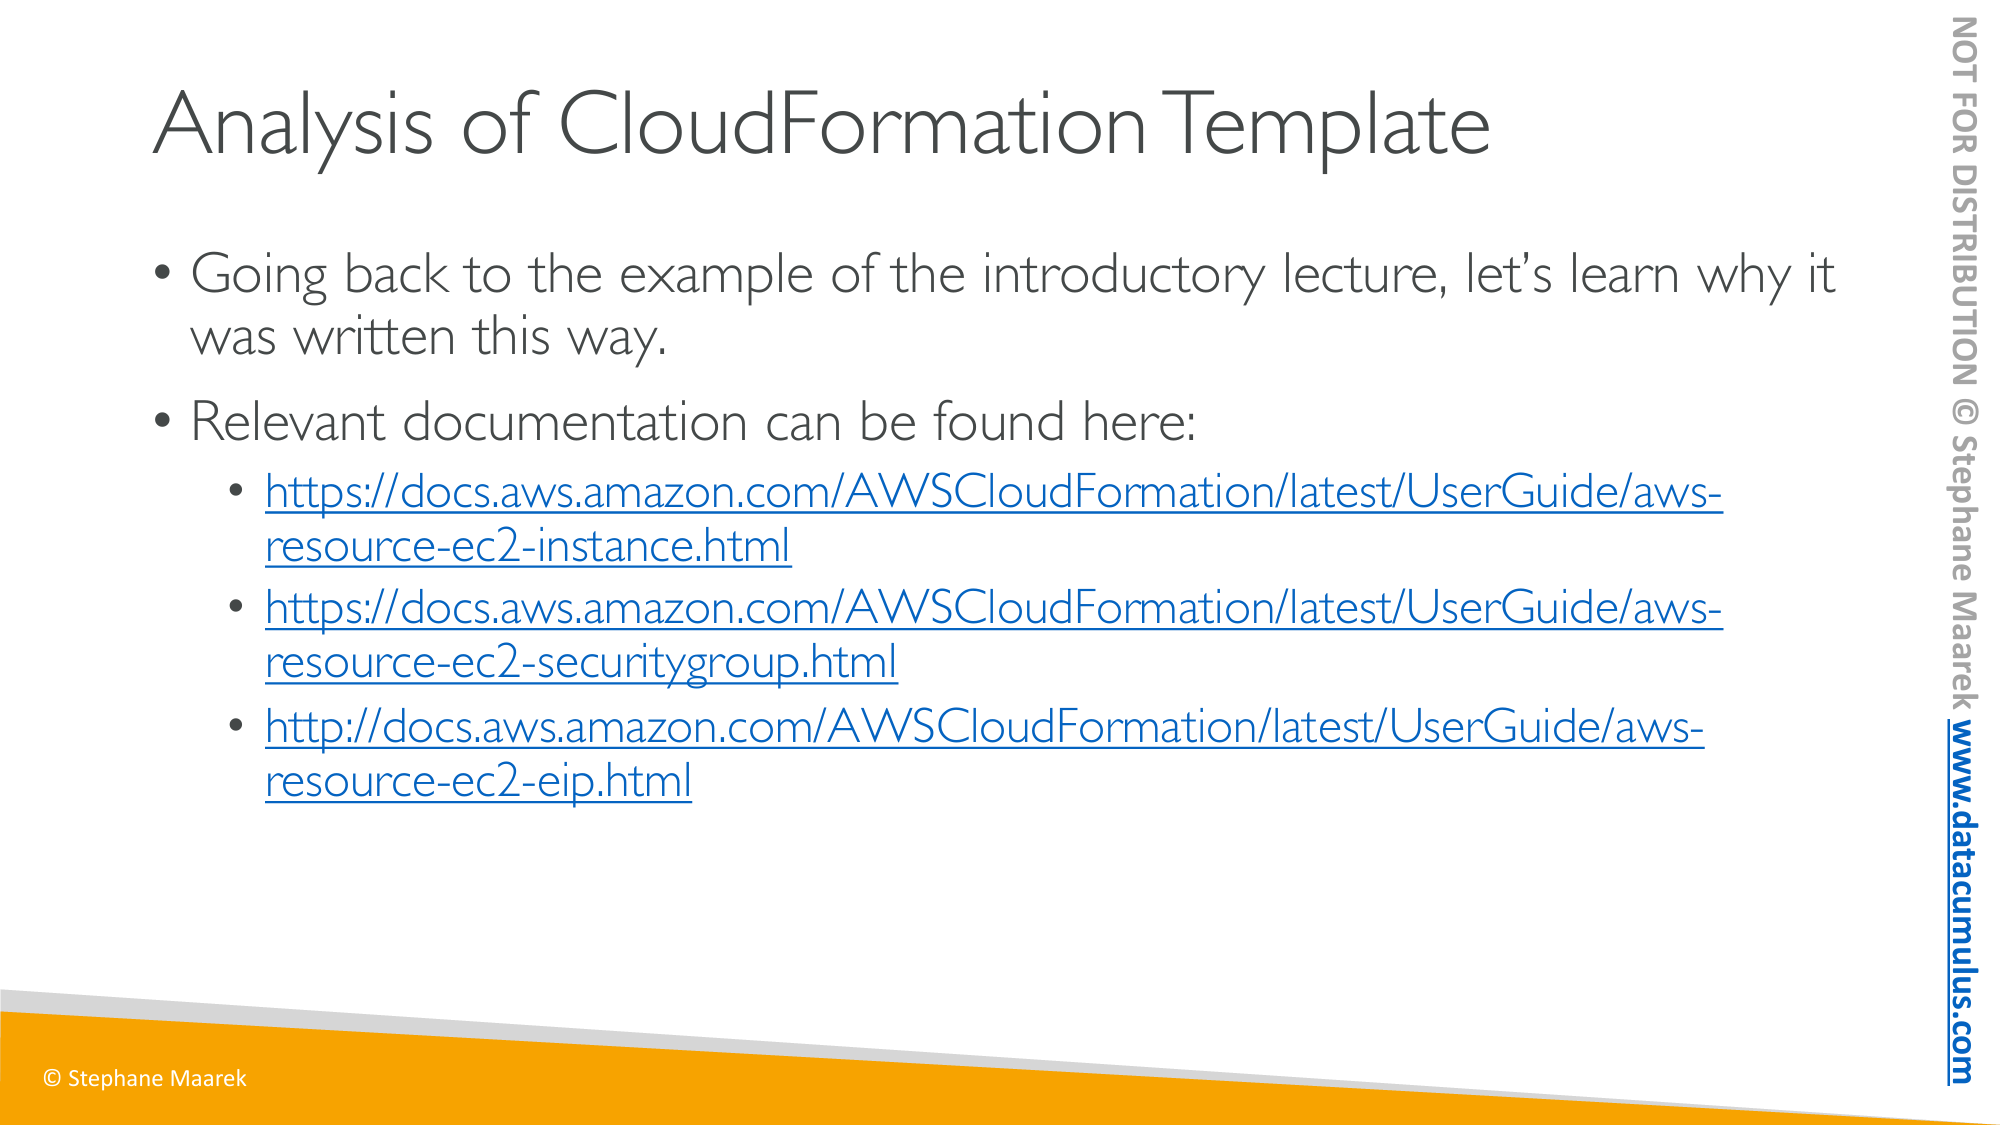 Analysis of CloudFormation Template
• Going back to the example of the introductory lecture, let’s learn why it
was written this way.
• Relevant documentation can be found here:
• https://docs.aws.amazon.com/AWSCloudFormation/latest/UserGuide/aws-
resource-ec2-instance.html
• https://docs.aws.amazon.com/AWSCloudFormation/latest/UserGuide/aws-
resource-ec2-securitygroup.html
• http://docs.aws.amazon.com/AWSCloudFormation/latest/UserGuide/aws-
resource-ec2-eip.html
© Stephane Maarek
NOT FOR DISTRIBUTION © Stephane Maarek www.datacumulus.com